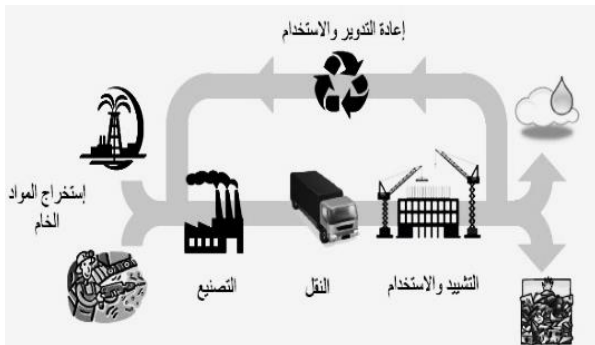 إعادة التدوير والاستخدام
إستخراج المواد
الخام
التصنيع
النقل
التشييد والاستخدام